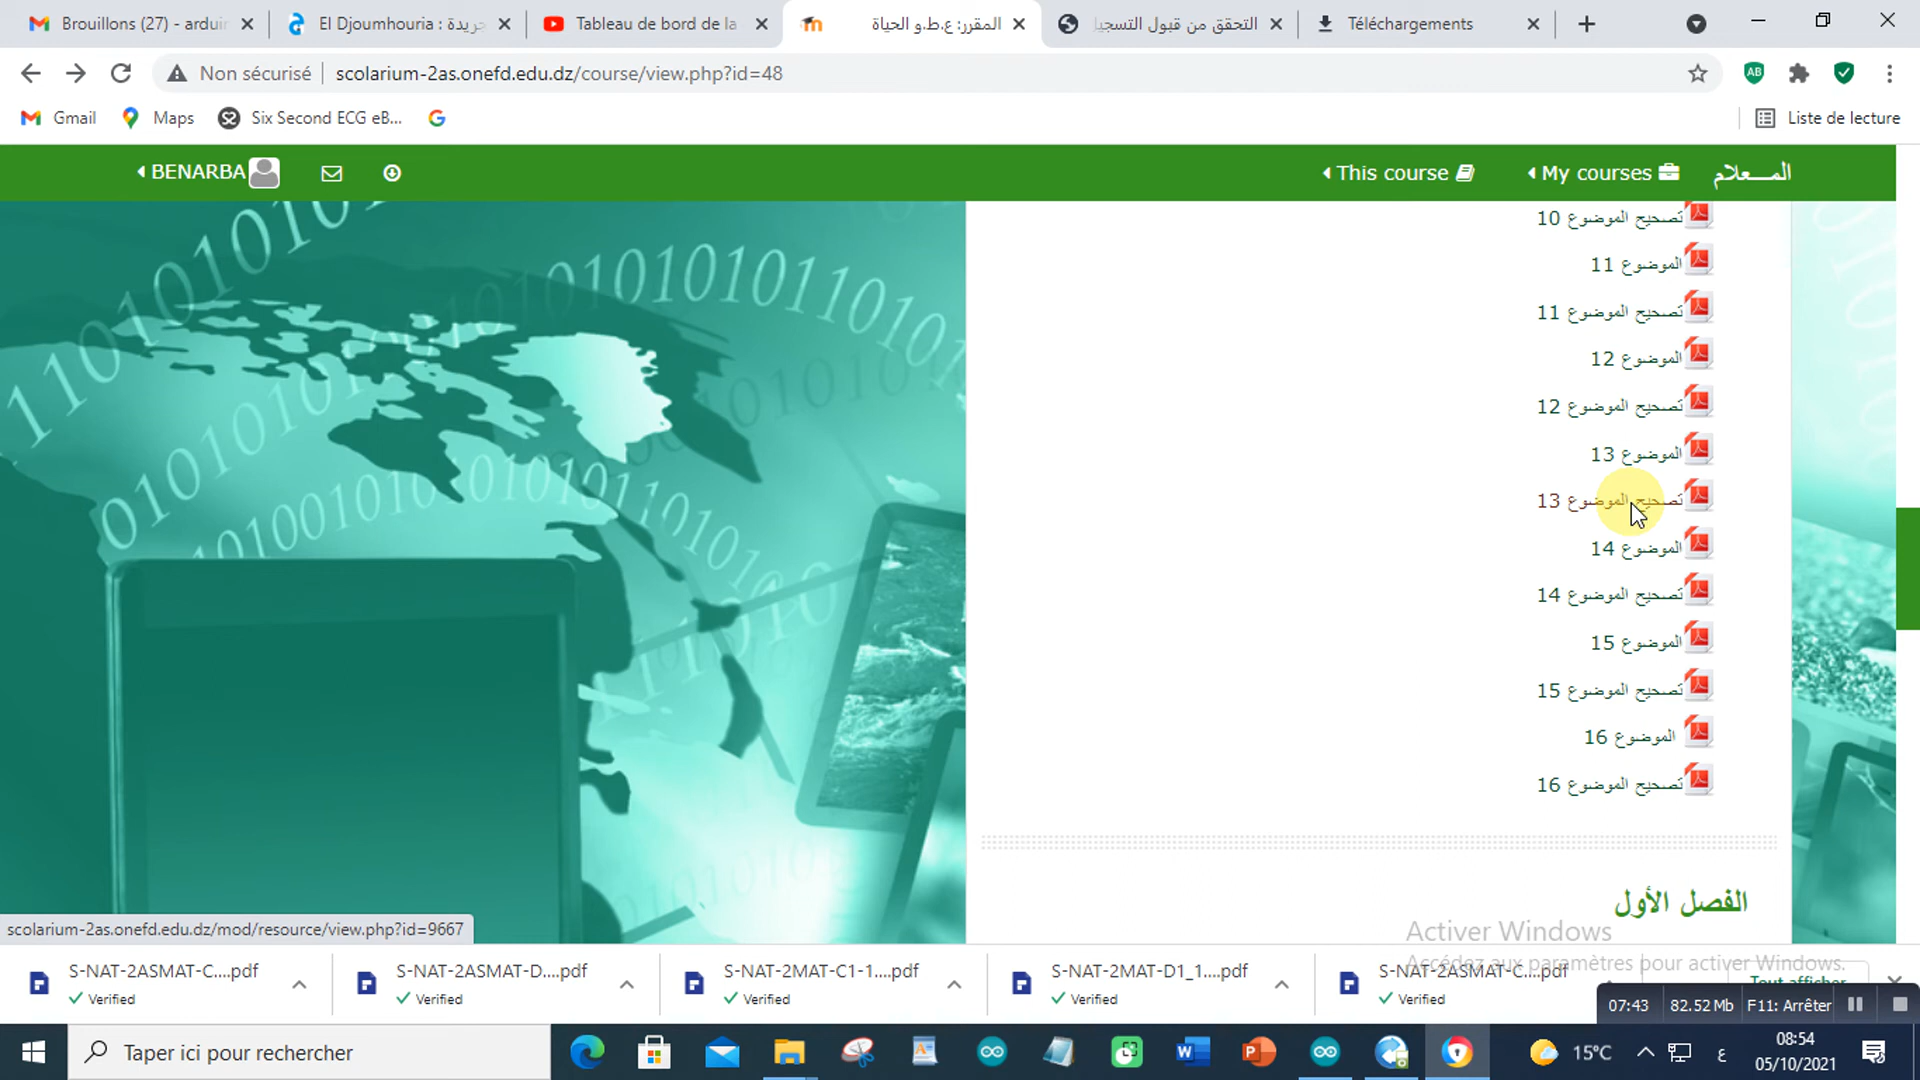 Brouillons (27) - arduin
El Djoumhouria : جريدة
Tableau de bord de la
المقرر: ع.ط.و الحياة
التحقق من قبول التسجيل
Téléchargements
Non sécurisé
scolarium-2as.onefd.edu.dz/course/view.php?id=48
Gmail
Maps
Six Second ECG eB...
Liste de lecture
BENARBA
This course
My courses
المــــعلام
تصحيح الموضوع 10
الموضوع 11
تصحيح الموضوع 11
الموضوع 12
تصحيح الموضوع 12
الموضوع 13
تصحيح الموضوع 13
الموضوع 14
تصحيح الموضوع 14
الموضوع 15
تصحيح الموضوع 15
الموضوع 16
تصحيح الموضوع 16
الفصل الأول
Activer Windows
Accédez aux paramètres pour activer Windows.
scolarium-2as.onefd.edu.dz/mod/resource/view.php?id=9667
S-NAT-2ASMAT-C....pdf
Verified
S-NAT-2ASMAT-D....pdf
Verified
S-NAT-2MAT-C1-1....pdf
Verified
S-NAT-2MAT-D1_1....pdf
Verified
S-NAT-2ASMAT-C....pdf
Verified
Tout afficher
07:43
82.52 Mb
F11: Arrêter
Taper ici pour rechercher
15°C
ع
08:54
05/10/2021